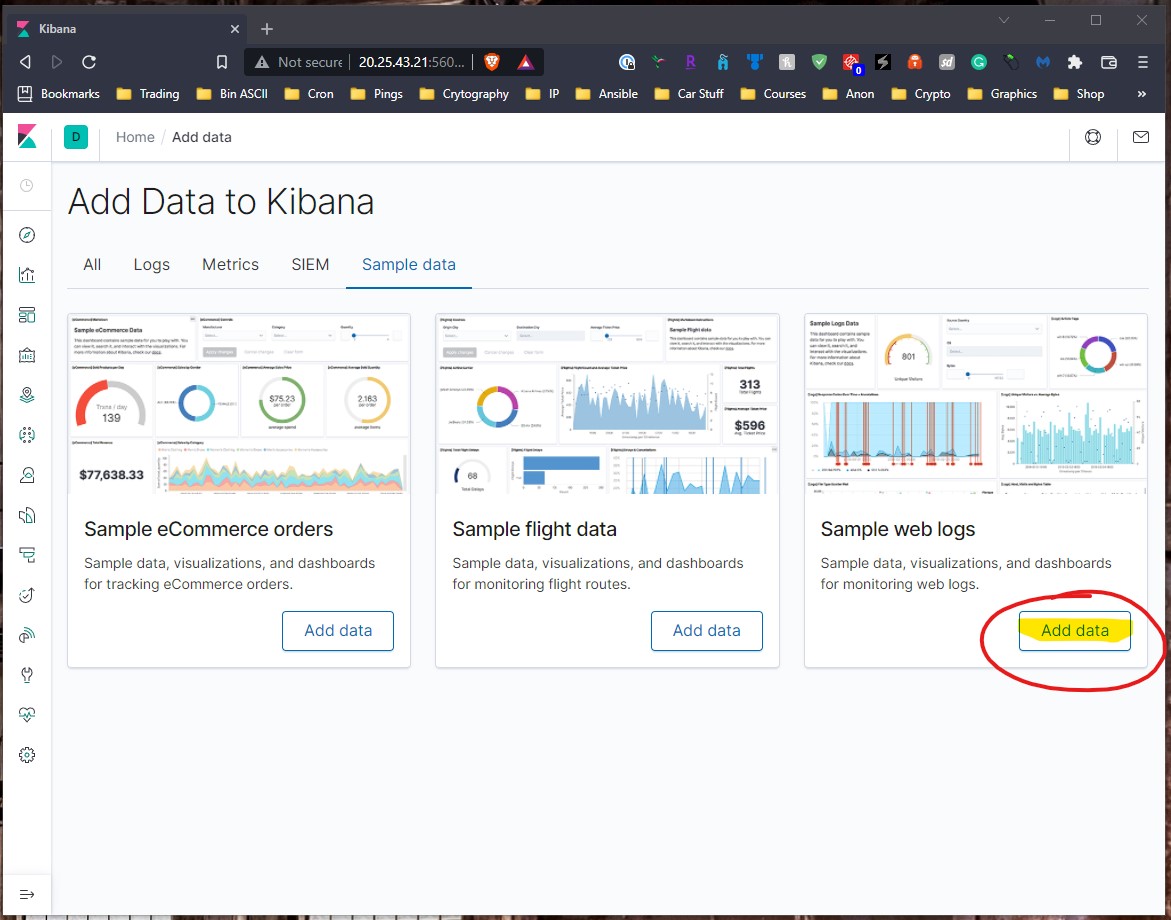 Kibana
Not secure 20.25.43.21:560...
0
Bookmarks Trading Bin ASCII Cron Pings Crytography IP Ansible Car Stuff Courses Anon Crypto Graphics Shop »
D Home / Add data
Add Data to Kibana
All Logs Metrics SIEM Sample data
Sample eCommerce Data
Trans / day
139
$75.23
2.163
$77,638.33
Sample Flight data
313
$596
68
Sample Logs Data
801
Sample eCommerce orders
Sample data, visualizations, and dashboards
for tracking eCommerce orders.
Add data
Sample flight data
Sample data, visualizations, and dashboards
for monitoring flight routes.
Add data
Sample web logs
Sample data, visualizations, and dashboards
for monitoring web logs.
Add data